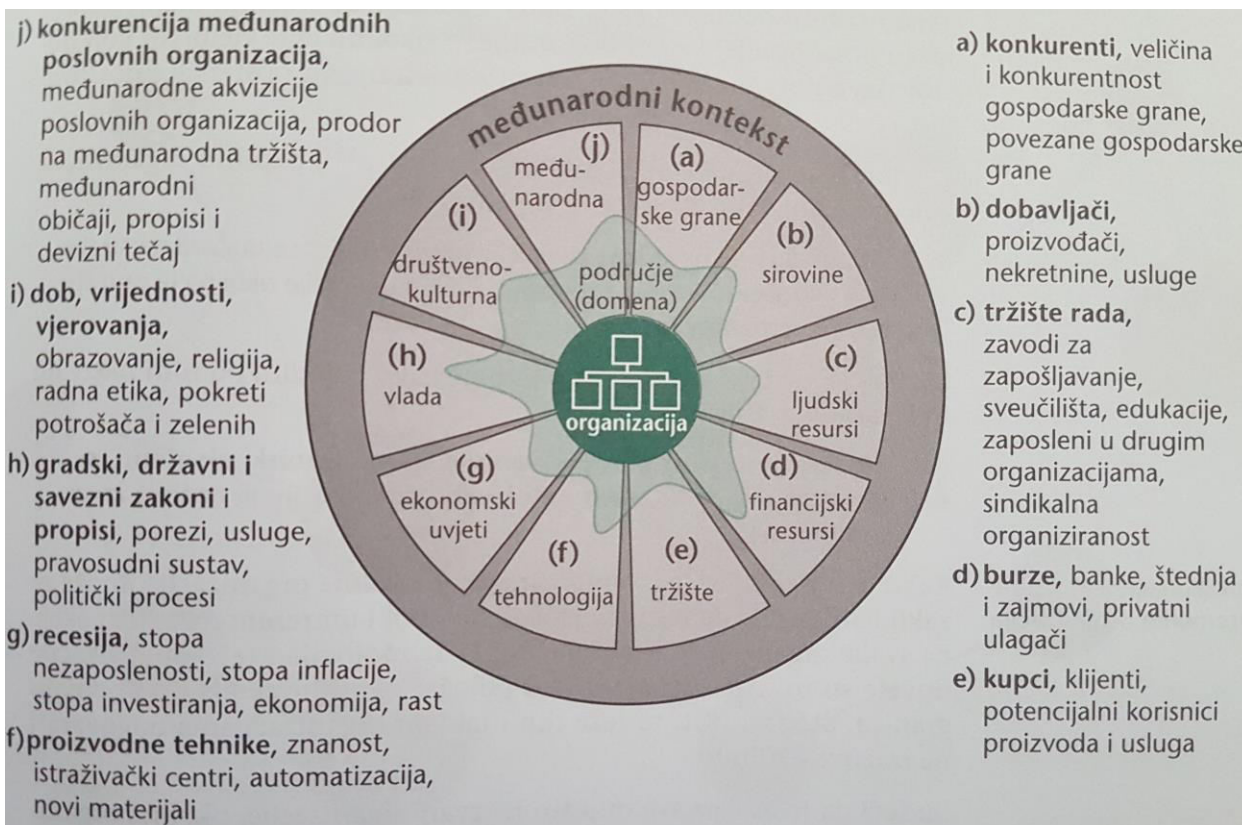 j) konkurencija međunarodnih
poslovnih organizacija,
međunarodne akvizicije
poslovnih organizacija, prodor
na međunarodna tržišta,
međunarodni
običaji, propisi i
devizni tečaj
i) dob, vrijednosti,
vjerovanja,
obrazovanje, religija,
radna etika, pokreti
potrošača i zelenih
h) gradski, državni i
savezni zakoni i
propisi, porezi, usluge,
pravosudni sustav,
politički procesi
g) recesija, stopa
nezaposlenosti, stopa inflacije,
stopa investiranja, ekonomija, rast
f) proizvodne tehnike, znanost,
istraživački centri, automatizacija,
novi materijali
međunarodni kontekst
(a)
gospodar-
ske grane
(b)
sirovine
(c)
ljudski
resursi
(d)
financijski
resursi
(e)
tržište
(f)
tehnologija
(g)
ekonomski
uvjeti
(h)
vlada
(i)
društveno-
kulturna
(j)
među-
narodna
područje
(domena)
organizacija
a) konkurenti, veličina
i konkurentnost
gospodarske grane,
povezane gospodarske
grane
b) dobavljači,
proizvođači,
nekretnine, usluge
c) tržište rada,
zavodi za
zapošljavanje,
sveučilišta, edukacije,
zaposleni u drugim
organizacijama,
sindikalna
organiziranost
d) burze, banke, štednja
i zajmovi, privatni
ulagači
e) kupci, klijenti,
potencijalni korisnici
proizvoda i usluga